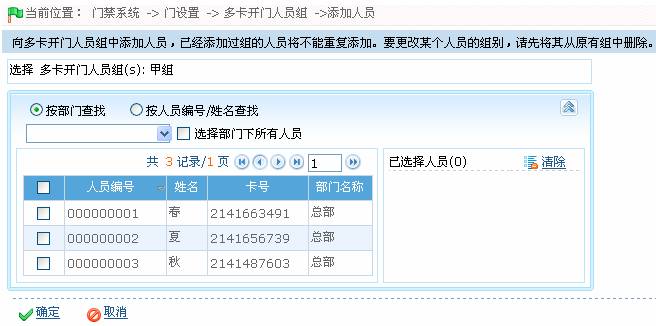 当前位置： 门禁系统 -> 门设置 -> 多卡开门人员组 ->添加人员
向多卡开门人员组中添加人员，已经添加过组的人员将不能重复添加。要更改某个人员的组别，请先将其从原有组中删除。
选择 多卡开门人员组(s): 甲组
按部门查找 按人员编号/姓名查找
选择部门下所有人员
共 3 记录/1 页 1
人员编号 姓名 卡号 部门名称
000000001 春 2141663491 总部
000000002 夏 2141656739 总部
000000003 秋 2141487603 总部
已选择人员(0) 清除
确定 取消